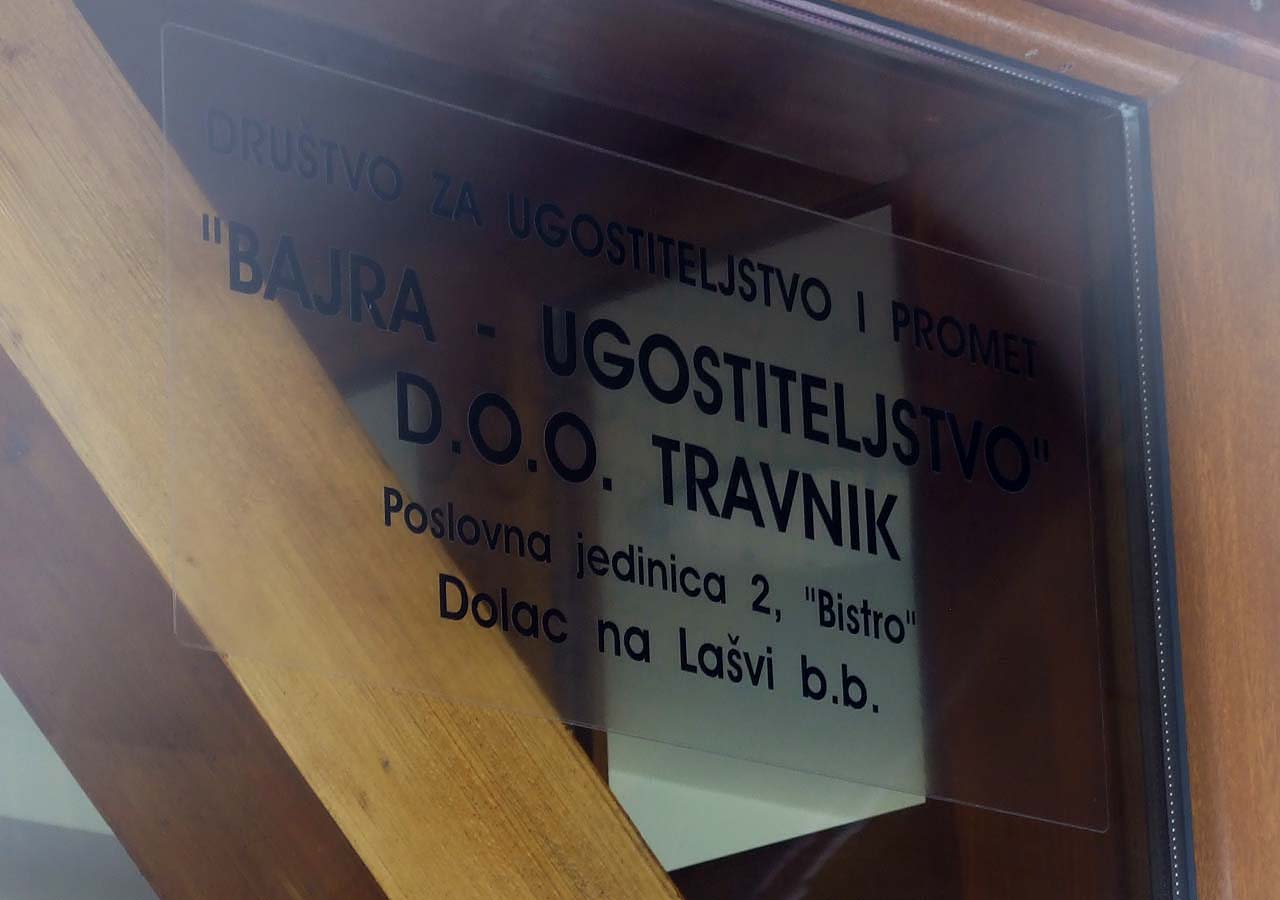 DRUŠTVO ZA UGOSTITELJSTVO I PROMET
"BAJRA - UGOSTITELJSTVO"
D.O.O. TRAVNIK
Poslovna jedinica 2, "Bistro"
Dolac na Lašvi b.b.